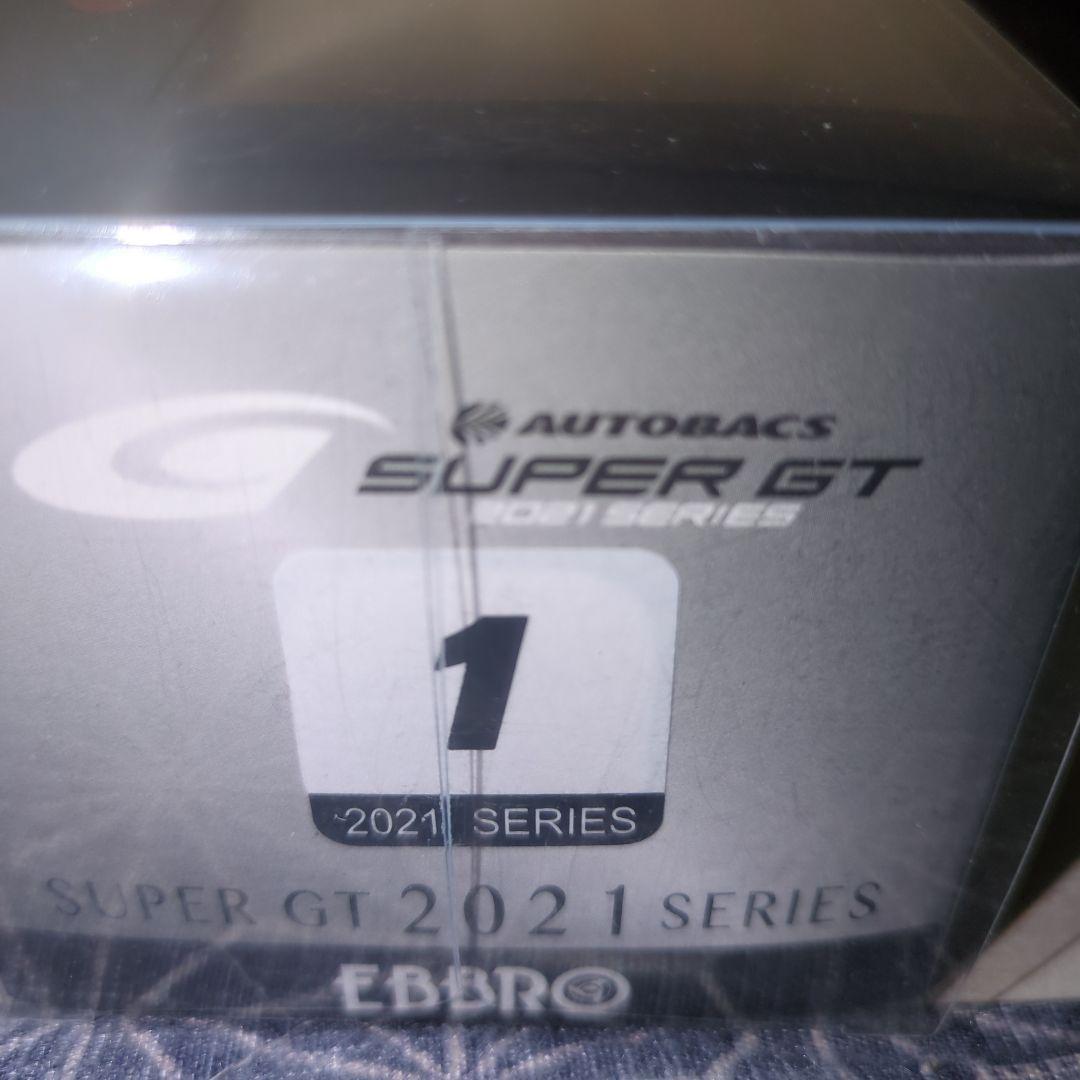 AUTOBACS
SUPER GT
2021 SERIES
1
2021 SERIES
SUPER GT 2021 SERIES
EBBRO